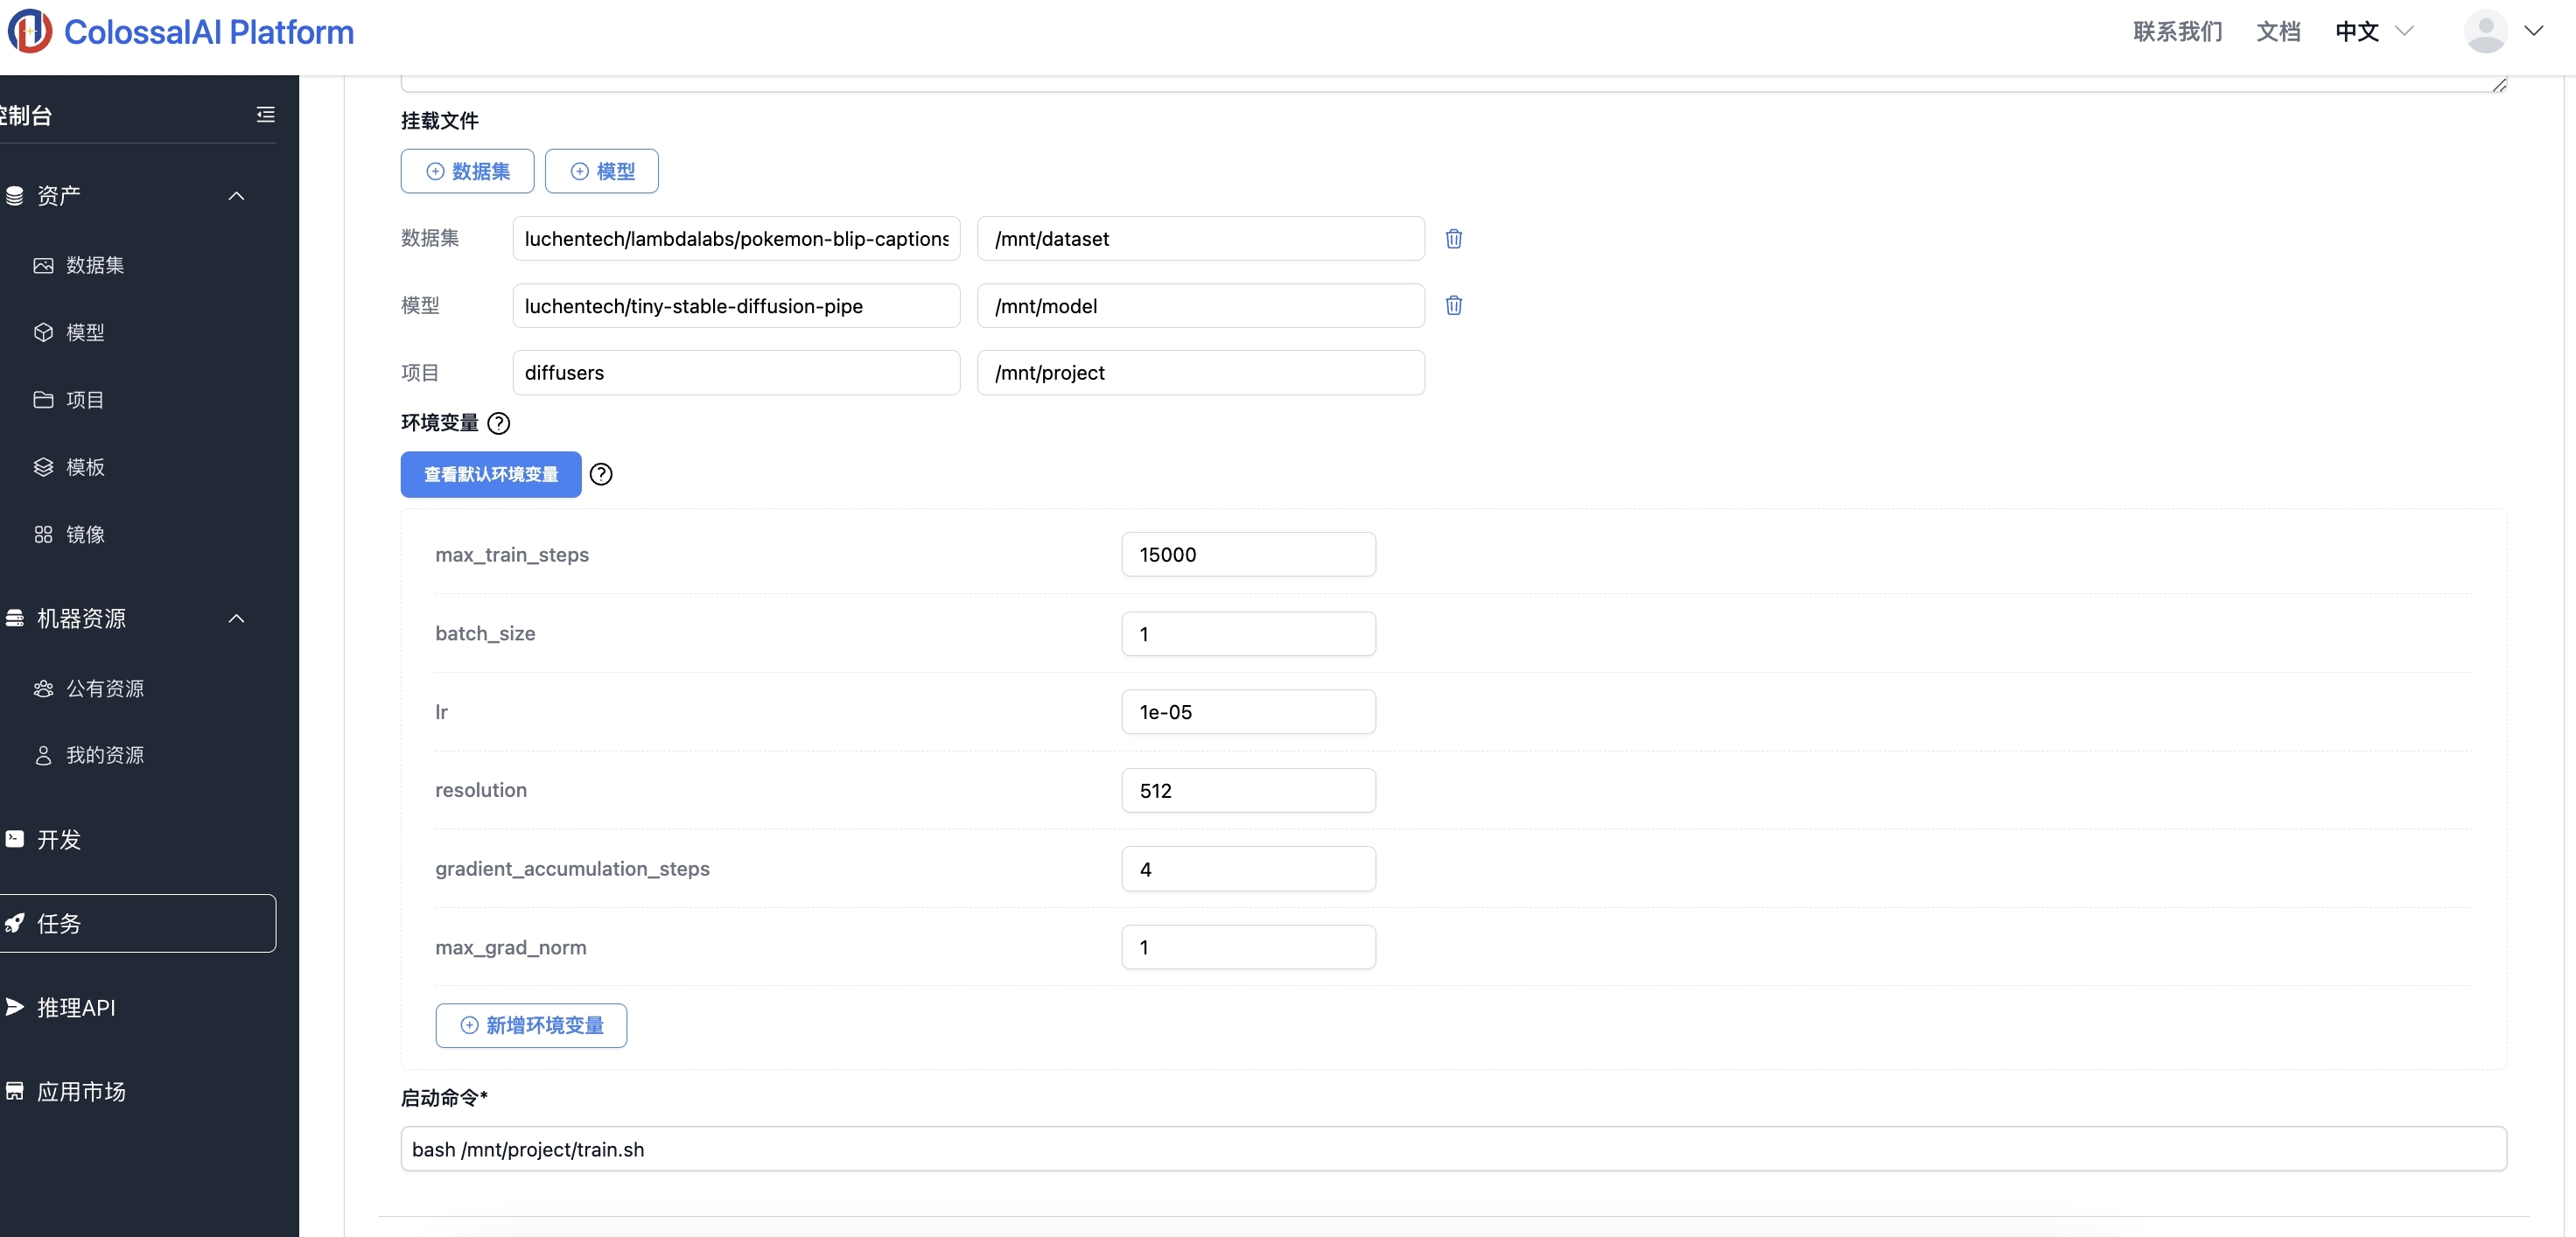 ColossalAI Platform
联系我们 文档 中文
控制台
资产
数据集
模型
项目
模板
镜像
机器资源
公有资源
我的资源
开发
任务
推理API
应用市场
挂载文件
数据集 模型
数据集 luchentech/lambdalabs/pokemon-blip-captions /mnt/dataset
模型 luchentech/tiny-stable-diffusion-pipe /mnt/model
项目 diffusers /mnt/project
环境变量 ?
查看默认环境变量 ?
max_train_steps 15000
batch_size 1
lr 1e-05
resolution 512
gradient_accumulation_steps 4
max_grad_norm 1
新增环境变量
启动命令*
bash /mnt/project/train.sh